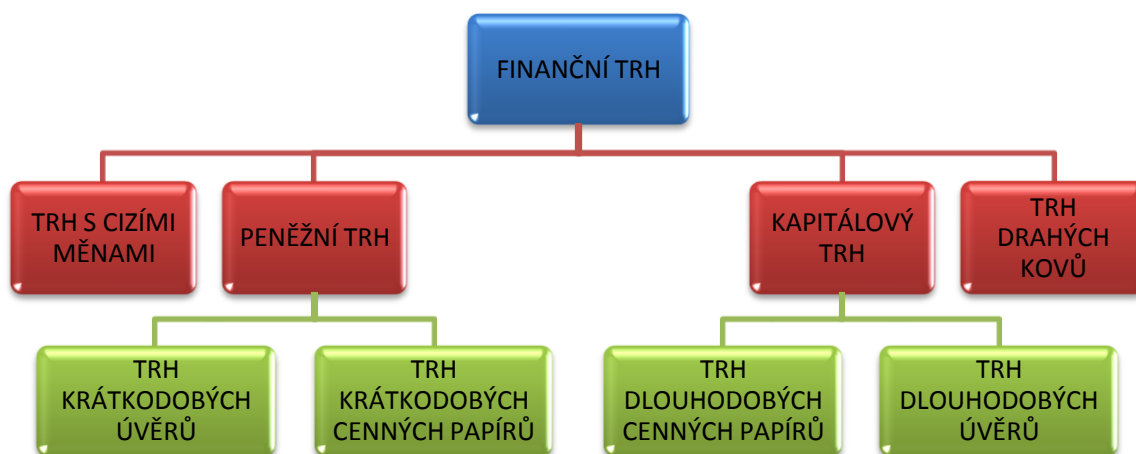 FINANČNÍ TRH
TRH S CIZÍMI
MĚNAMI
PENĚŽNÍ TRH
KAPITÁLOVÝ
TRH
TRH
DRAHÝCH
KOVŮ
TRH
KRÁTKODOBÝCH
ÚVĚRŮ
TRH
KRÁTKODOBÝCH
CENNÝCH PAPÍRŮ
TRH
DLOUHODOBÝCH
CENNÝCH PAPÍRŮ
TRH
DLOUHODOBÝCH
ÚVĚRŮ